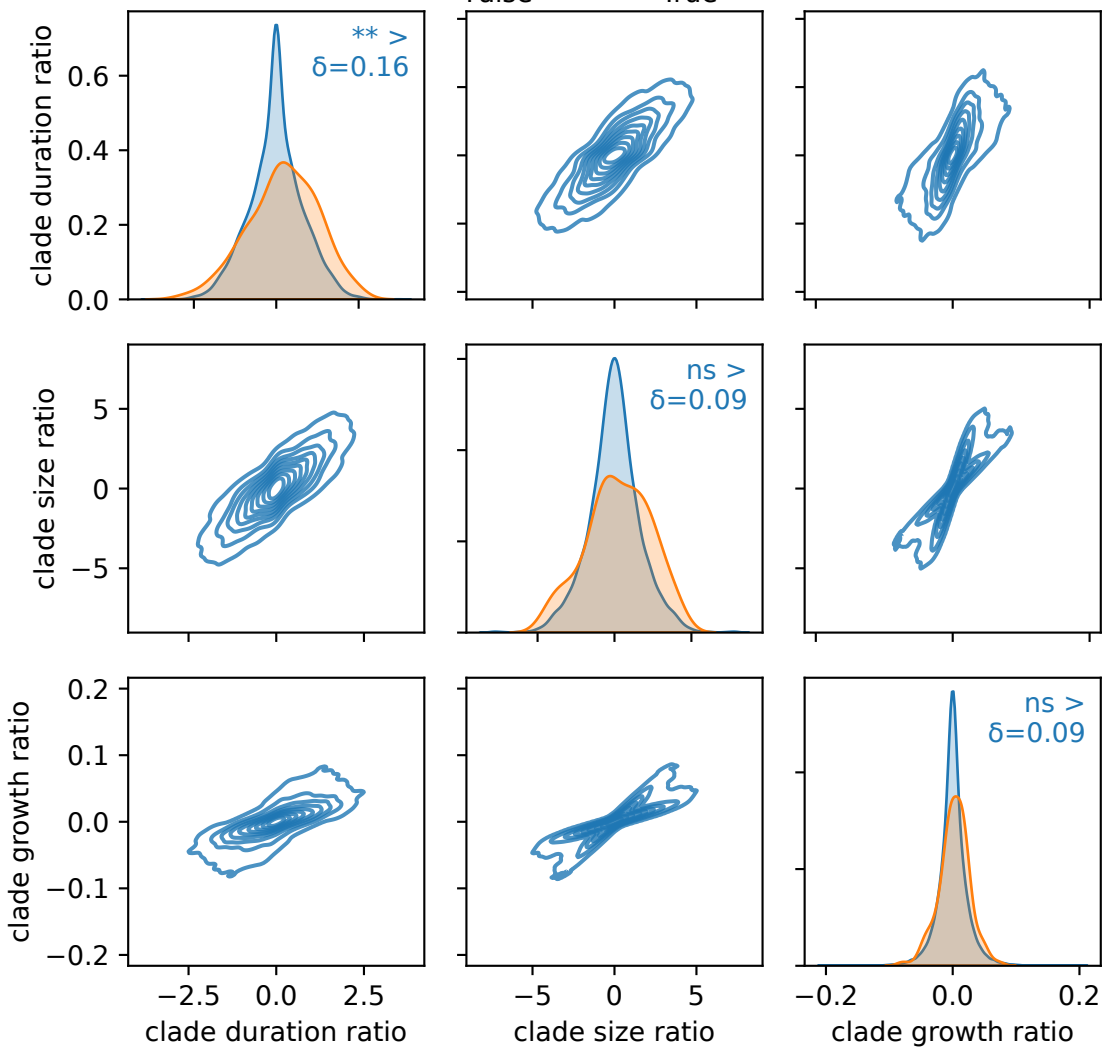 clade duration ratio
0.6
0.4
0.2
0.0
** >
δ=0.16
clade size ratio
5
0
−5
ns >
δ=0.09
clade growth ratio
0.2
0.1
0.0
−0.1
−0.2
ns >
δ=0.09
−2.5 0.0 2.5
−5 0 5
−0.2 0.0 0.2
clade duration ratio
clade size ratio
clade growth ratio